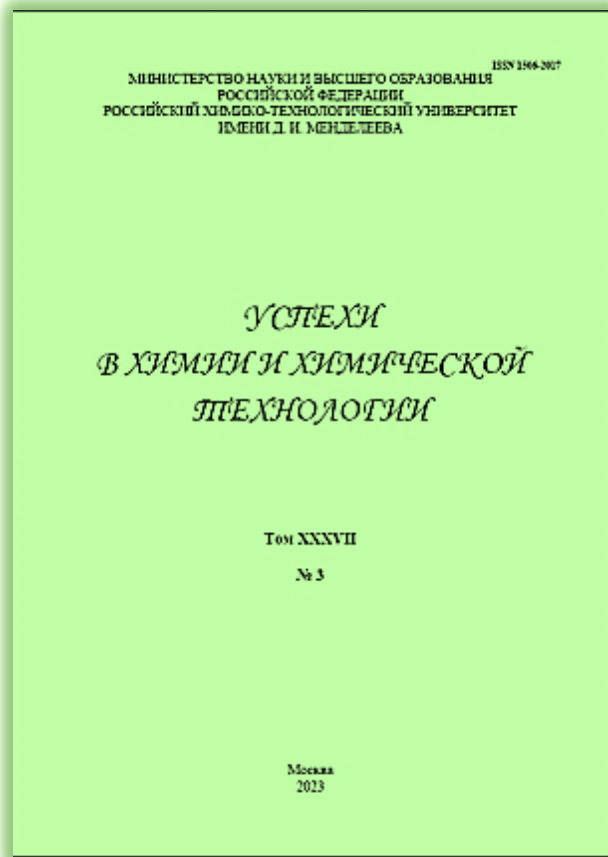 ISSN 1506-2017
МИНИСТЕРСТВО НАУКИ И ВЫСШЕГО ОБРАЗОВАНИЯ
РОССИЙСКОЙ ФЕДЕРАЦИИ
РОССИЙСКИЙ ХИМИКО-ТЕХНОЛОГИЧЕСКИЙ УНИВЕРСИТЕТ
ИМЕНИ Д. И. МЕНДЕЛЕЕВА
УСПЕХИ
В ХИМИИ И ХИМИЧЕСКОЙ
ТЕХНОЛОГИИ
Том XXXVII
№ 3
Москва
2023